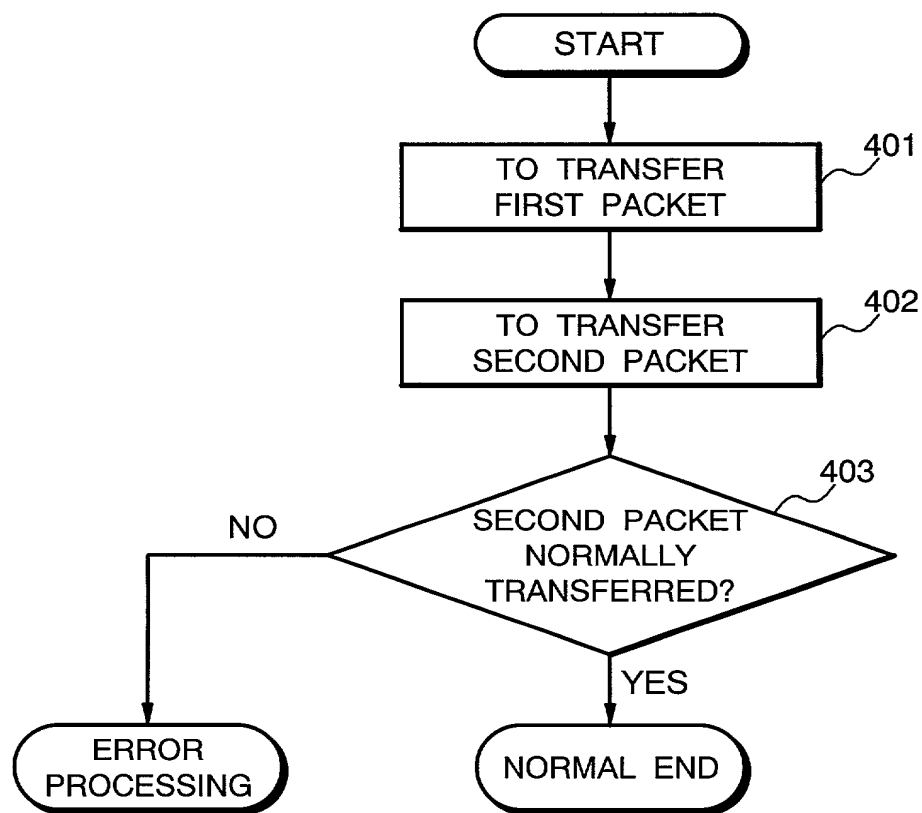 START
401
TO TRANSFER
FIRST PACKET
402
TO TRANSFER
SECOND PACKET
403
SECOND PACKET
NORMALLY
TRANSFERRED?
NO
YES
ERROR
PROCESSING
NORMAL END